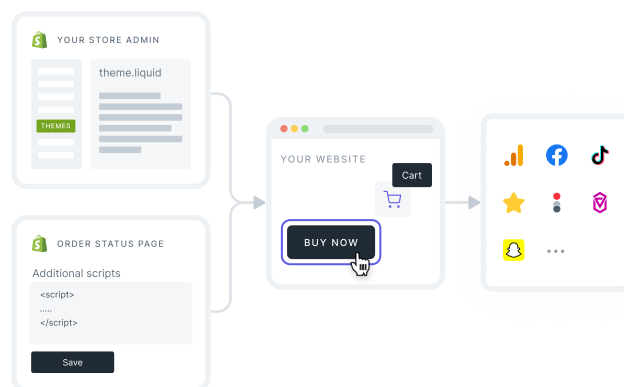 YOUR STORE ADMIN
theme.liquid
THEMES
ORDER STATUS PAGE
Additional scripts
<script>
.....
</script>
Save
YOUR WEBSITE
Cart
BUY NOW